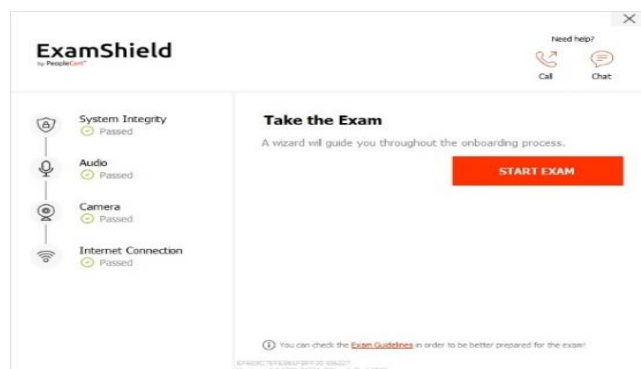 Need help?
ExamShield
by PeopleCert
Call
Chat
System Integrity
Passed
Audio
Passed
Camera
Passed
Internet Connection
Passed
Take the Exam
A wizard will guide you throughout the onboarding process.
START EXAM
You can check the Exam Guidelines in order to be better prepared for the exam!